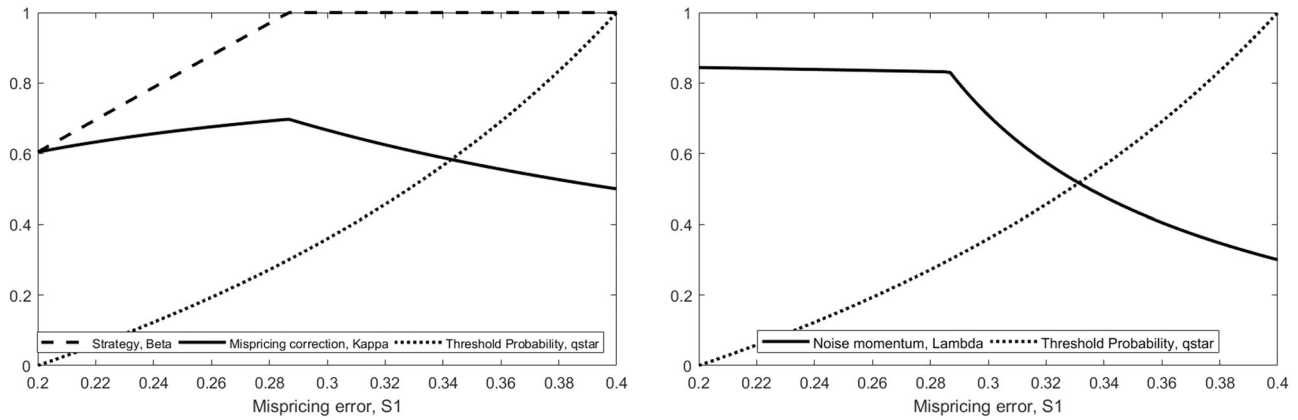 1
0.8
0.6
0.4
0.2
0
0.2 0.22 0.24 0.26 0.28 0.3 0.32 0.34 0.36 0.38 0.4
Strategy, Beta Mispricing correction, Kappa Threshold Probability, qstar
Mispricing error, S1
1
0.8
0.6
0.4
0.2
0
0.2 0.22 0.24 0.26 0.28 0.3 0.32 0.34 0.36 0.38 0.4
Noise momentum, Lambda Threshold Probability, qstar
Mispricing error, S1